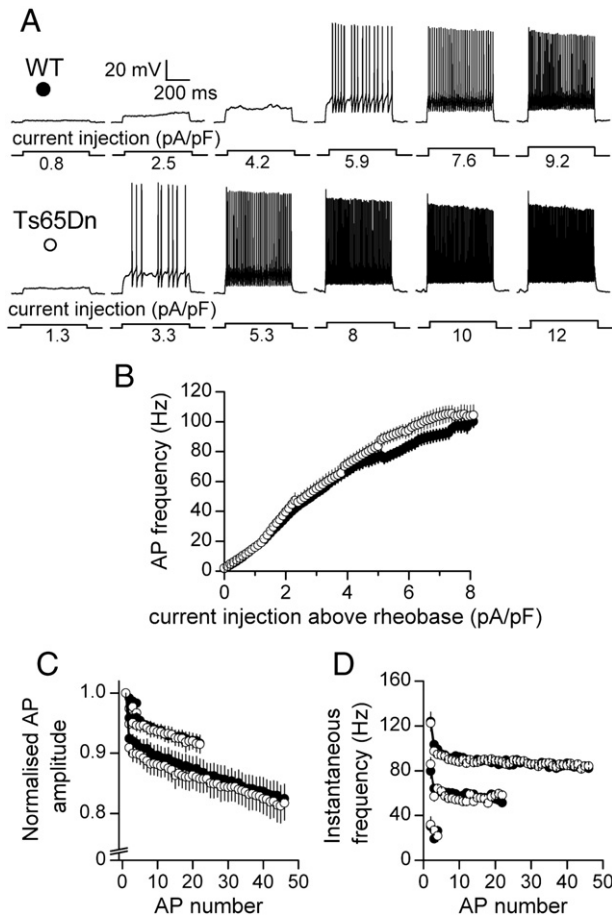 A
WT
20 mV
200 ms
current injection (pA/pF)
0.8 2.5 4.2 5.9 7.6 9.2
Ts65Dn
current injection (pA/pF)
1.3 3.3 5.3 8 10 12
B
AP frequency (Hz)
120
100
80
60
40
20
0
0 2 4 6 8
current injection above rheobase (pA/pF)
C
Normalised AP
amplitude
1.0
0.9
0.8
0
0 10 20 30 40 50
AP number
D
Instantaneous
frequency (Hz)
160
120
80
40
0
0 10 20 30 40 50
AP number